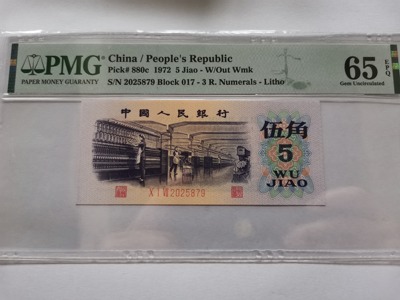 PMG
PAPER MONEY GUARANTY
China / People's Republic
Pick# 880c 1972 5 Jiao - W/Out Wmk
S/N 2025879 Block 017 - 3 R. Numerals - Litho
65 EPQ
Gem Uncirculated
中國人民銀行
伍角
5
WU
JIAO
2025879